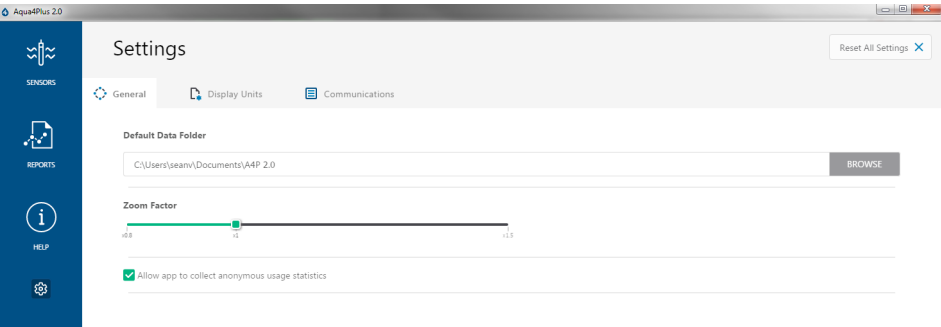 Aqua4Plus 2.0
Settings
Reset All Settings
SENSORS
General
Display Units
Communications
Default Data Folder
C:\Users\seanv\Documents\A4P 2.0
BROWSE
REPORTS
Zoom Factor
x0.8 x1 x1.5
HELP
Allow app to collect anonymous usage statistics